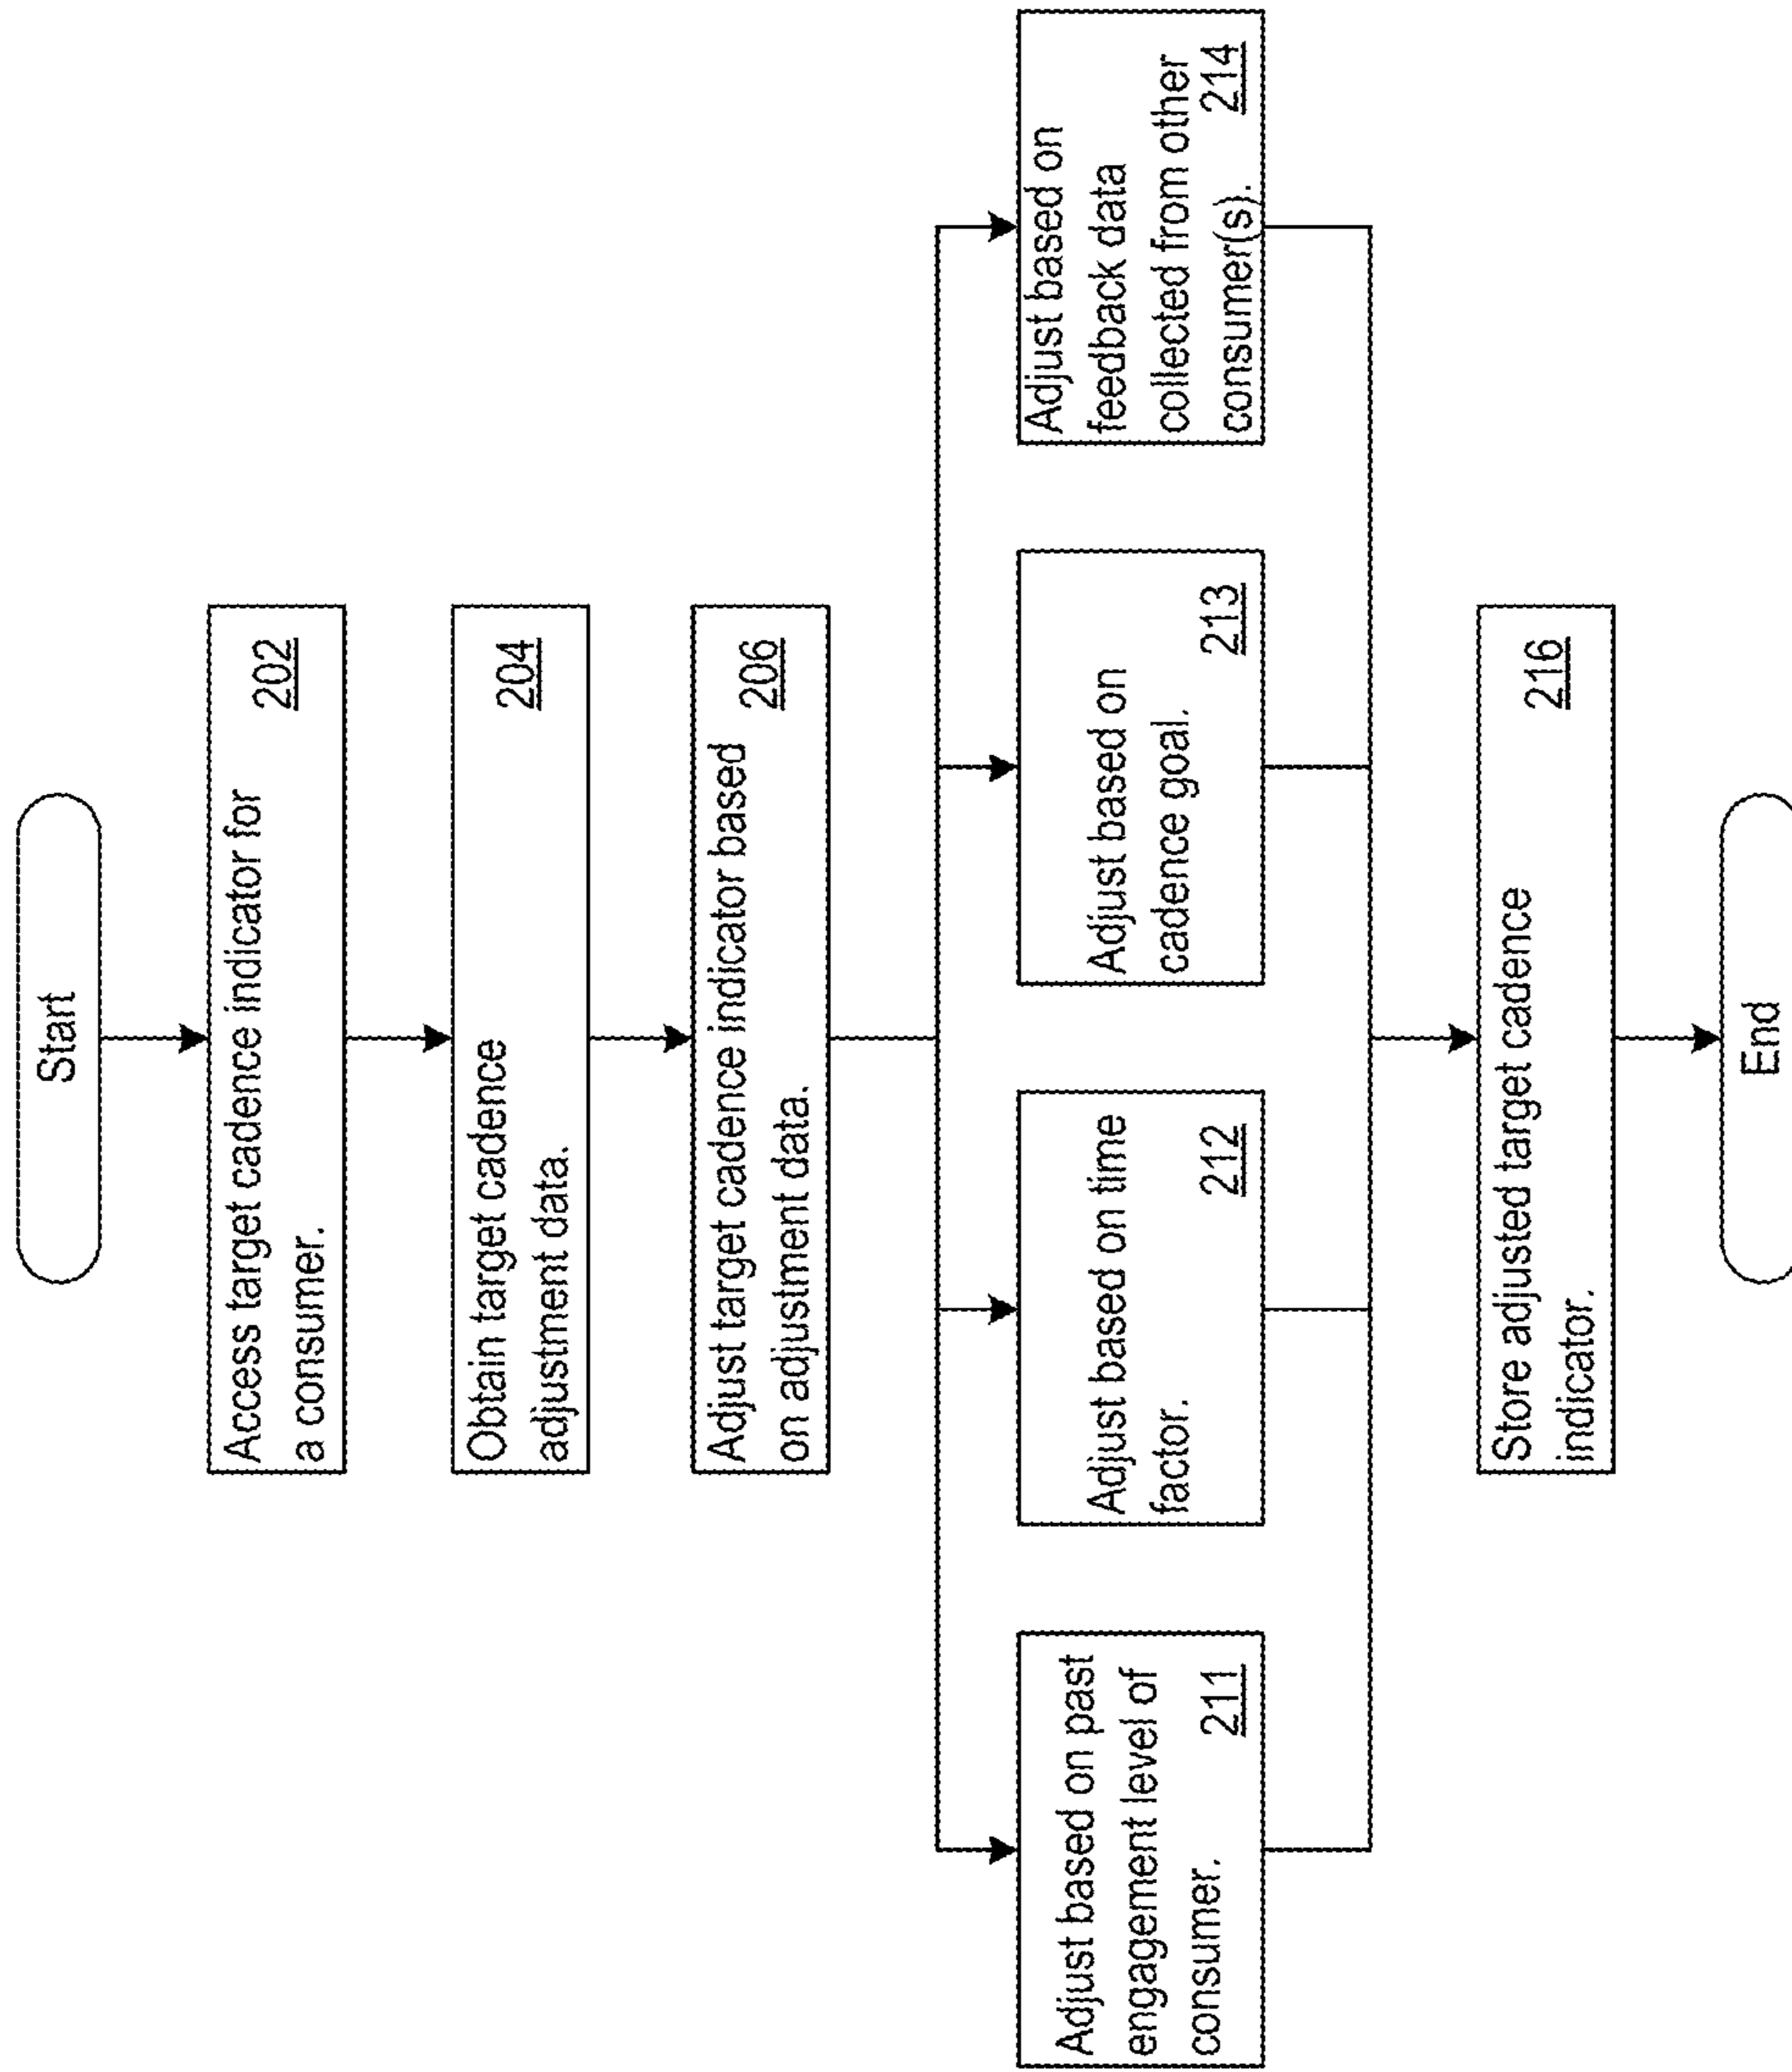 Start
Access target cadence indicator for
a consumer.
202
Obtain target cadence
adjustment data.
204
Adjust target cadence indicator based
on adjustment data.
206
Adjust based on past
engagement level of
consumer.
211
Adjust based on time
factor.
212
Adjust based on
cadence goal.
213
Adjust based on
feedback data
collected from other
consumer(s).
214
Store adjusted target cadence
indicator.
216
End